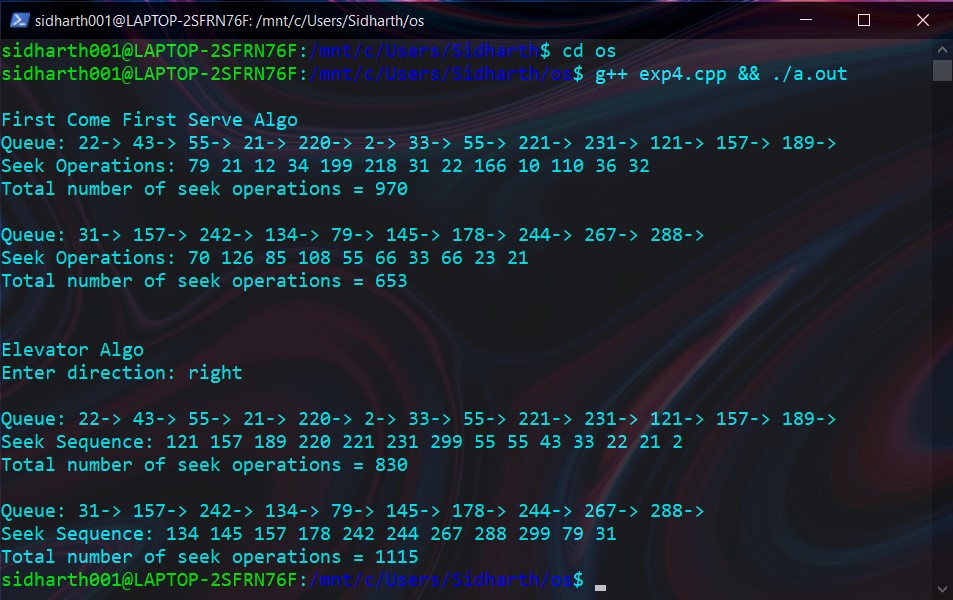 sidharth001@LAPTOP-2SFRN76F: /mnt/c/Users/Sidharth/os
sidharth001@LAPTOP-2SFRN76F:/mnt/c/Users/Sidharth$ cd os
sidharth001@LAPTOP-2SFRN76F:/mnt/c/Users/Sidharth/os$ g++ exp4.cpp && ./a.out
First Come First Serve Algo
Queue: 22-> 43-> 55-> 21-> 220-> 2-> 33-> 55-> 221-> 231-> 121-> 157-> 189->
Seek Operations: 79 21 12 34 199 218 31 22 166 10 110 36 32
Total number of seek operations = 970
Queue: 31-> 157-> 242-> 134-> 79-> 145-> 178-> 244-> 267-> 288->
Seek Operations: 70 126 85 108 55 66 33 66 23 21
Total number of seek operations = 653
Elevator Algo
Enter direction: right
Queue: 22-> 43-> 55-> 21-> 220-> 2-> 33-> 55-> 221-> 231-> 121-> 157-> 189->
Seek Sequence: 121 157 189 220 221 231 299 55 55 43 33 22 21 2
Total number of seek operations = 830
Queue: 31-> 157-> 242-> 134-> 79-> 145-> 178-> 244-> 267-> 288->
Seek Sequence: 134 145 157 178 242 244 267 288 299 79 31
Total number of seek operations = 1115
sidharth001@LAPTOP-2SFRN76F:/mnt/c/Users/Sidharth/os$